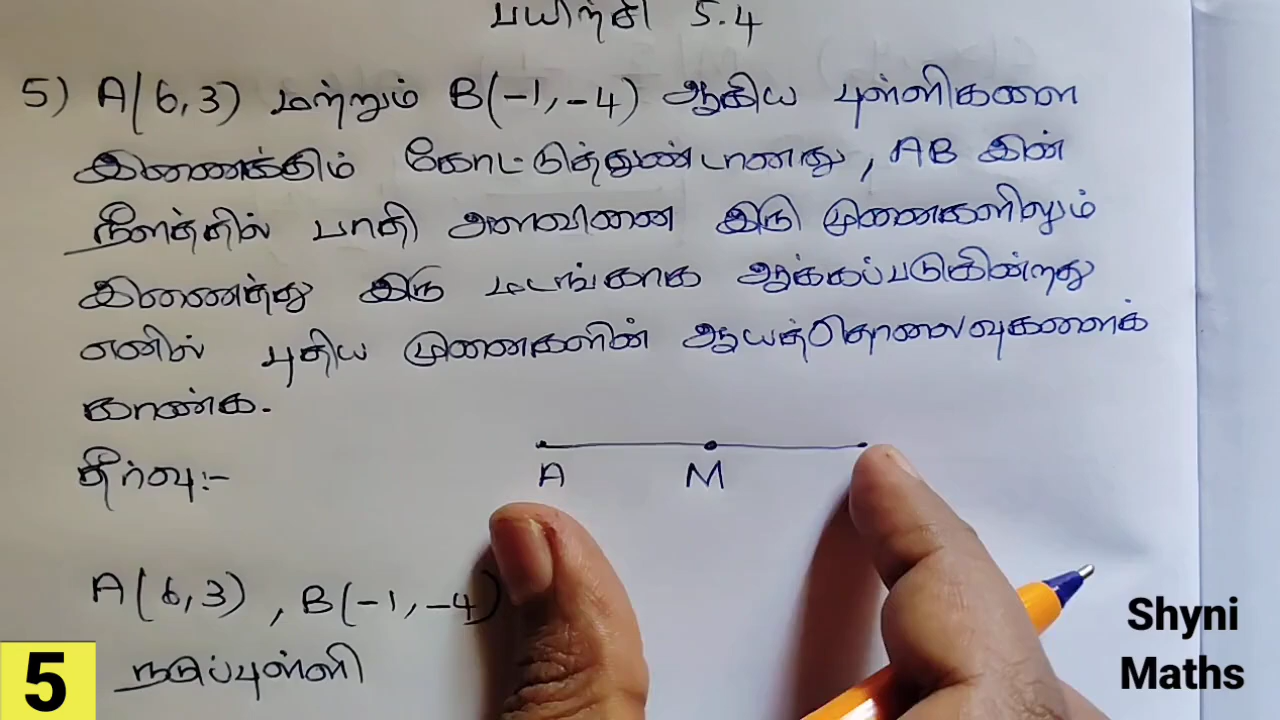 பயிற்சி 5.4
5) A(6,3) மற்றும் B(-1,-4) ஆகிய புள்ளிகளை
இணைக்கும் கோட்டுத்துண்டானது, AB இன்
நீளத்தில் பாதி அளவினை இரு முனைகளிலும்
இணைத்து இரு மடங்காக ஆக்கப்படுகின்றது
எனில் புதிய முனைகளின் ஆயத்தொலைவுகளைக்
காண்க.
தீர்வு:-
A M
A(6,3), B(-1,-4)
நடுப்புள்ளி
5
Shyni
Maths